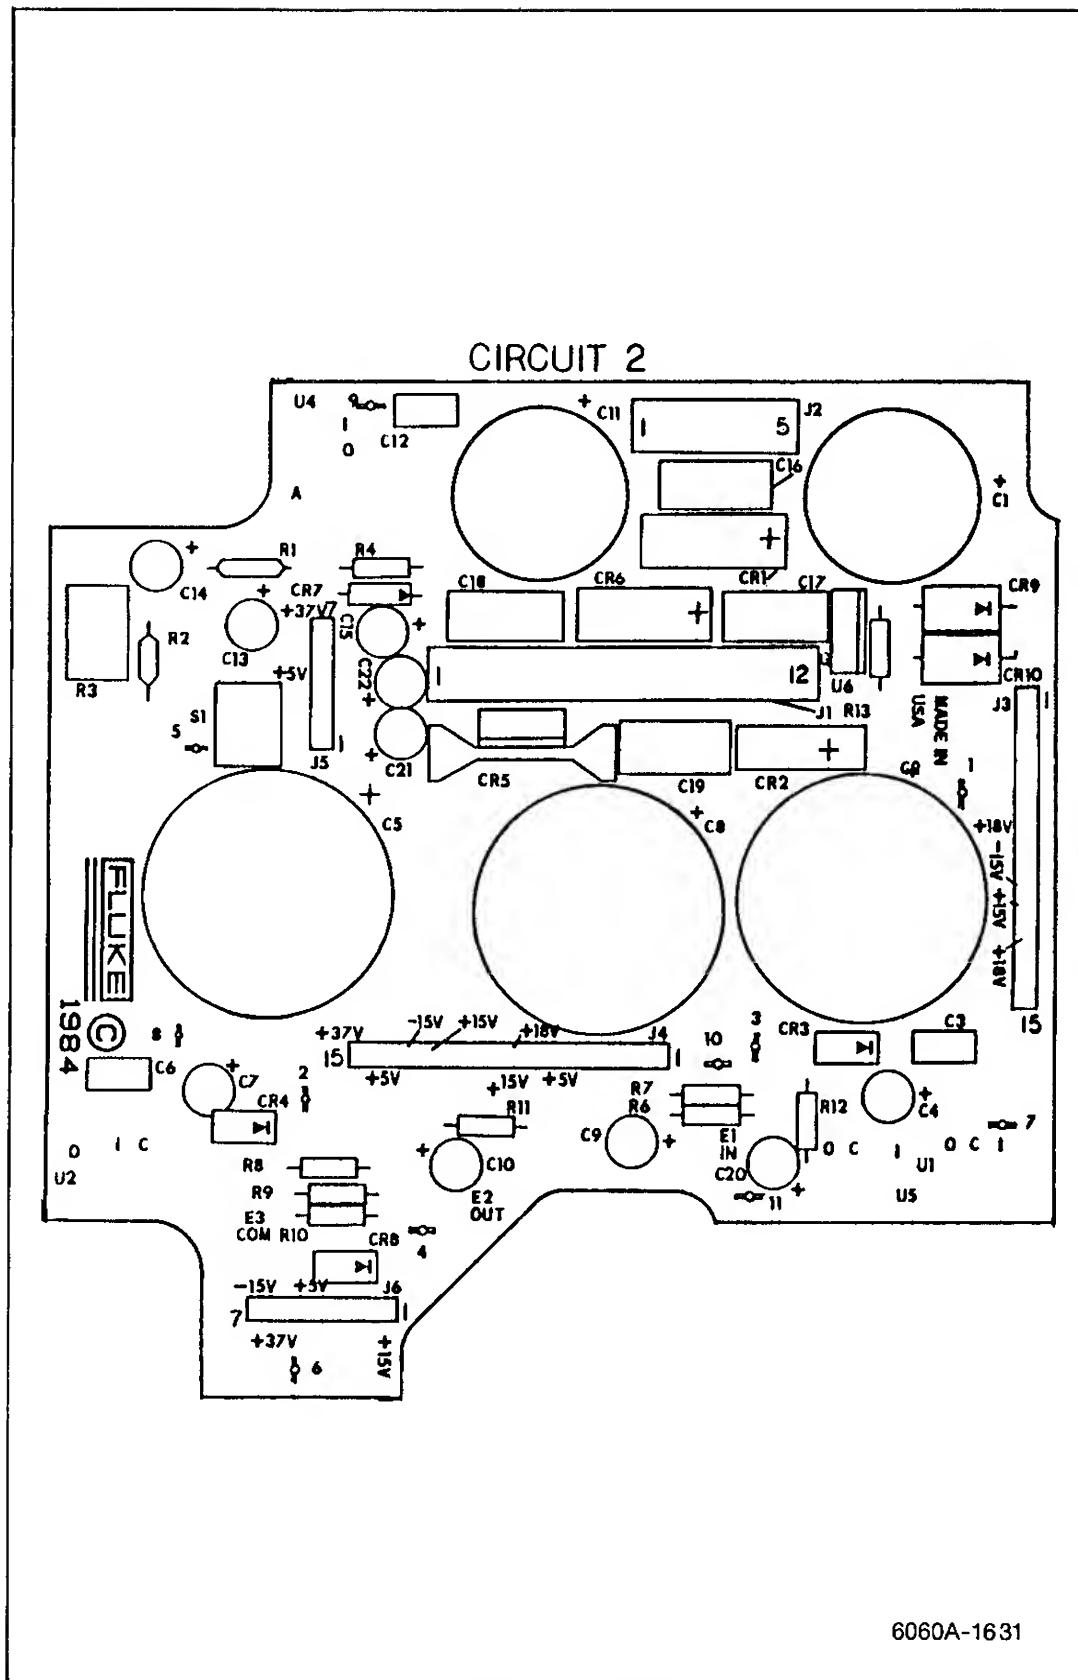 CIRCUIT 2
U4
9
1
0
C12
+
C11
1
5
J2
C16
A
+
C1
+
C14
R1
R4
+
CR1
CR7
C18
CR6
+
C17
CR9
+
C13
+37V
7
C15
+
R2
+5V
C22
+
1
12
U6
CR10
R3
S1
5
J5
1
+
C21
J1
R13
MADE IN
USA
J3
1
CR5
C19
CR2
+
1
+
C5
+
C8
+18V
-15V
+15V
+18V
FLUKE
©
1984
8
+37V
-15V
+15V
+18V
J4
15
1
+5V
+15V
+5V
10
3
CR3
C3
15
C6
C7
+
2
CR4
R11
R7
R6
R12
C4
+
7
O
I C
U2
C9
+
E1
IN
O C
I
O C I
U1
U5
R8
+
C10
C20
+
11
R9
E2
OUT
E3
COM R10
CR8
4
-15V
+5V
J6
7
1
+37V
+15V
6
6060A-1631